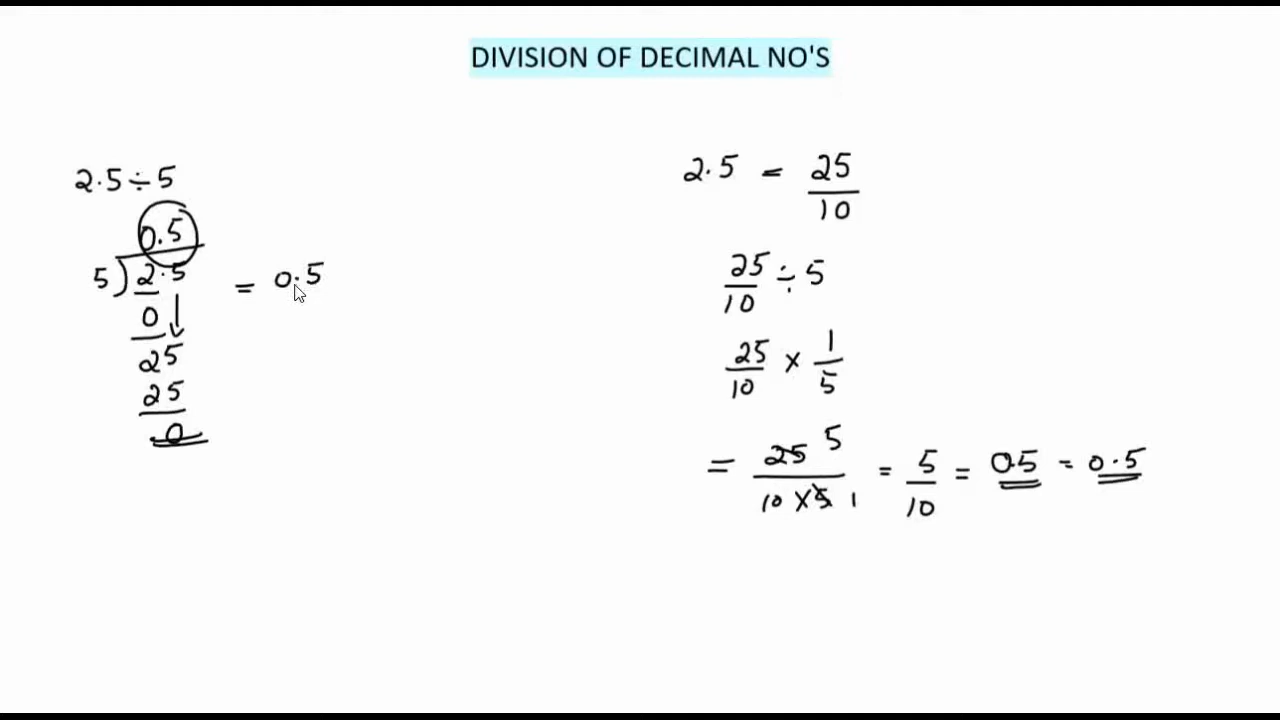 DIVISION OF DECIMAL NO'S
2.5÷5
0.5
5)2.5 = 0.5
0
25
25
0
2.5 = 25/10
25/10 ÷ 5
25/10 × 1/5
= 25 5/10×5 1 = 5/10 = 0.5 = 0.5